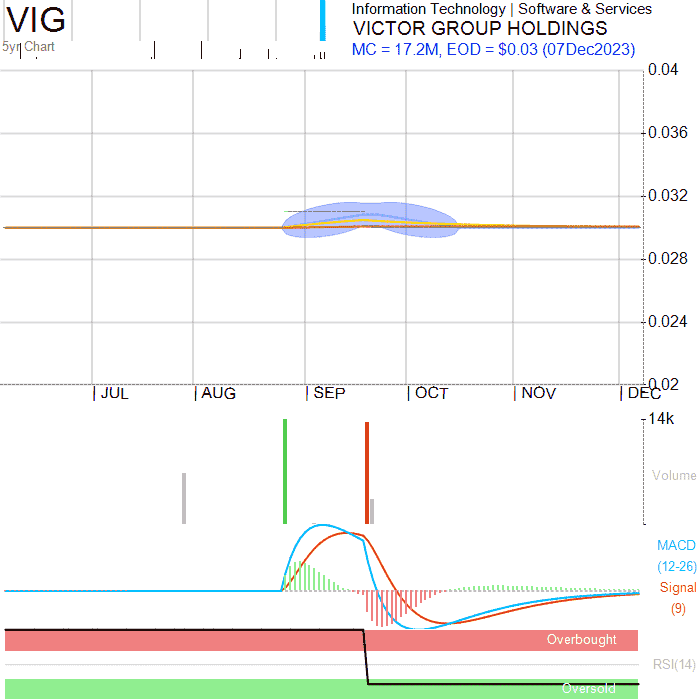 VIG
Information Technology | Software & Services
VICTOR GROUP HOLDINGS
5yr Chart
MC = 17.2M, EOD = $0.03 (07Dec2023)
0.04
0.036
0.032
0.028
0.024
0.02
JUL AUG SEP OCT NOV DEC
14k
Volume
MACD
(12-26)
Signal
(9)
Overbought
RSI(14)
Oversold